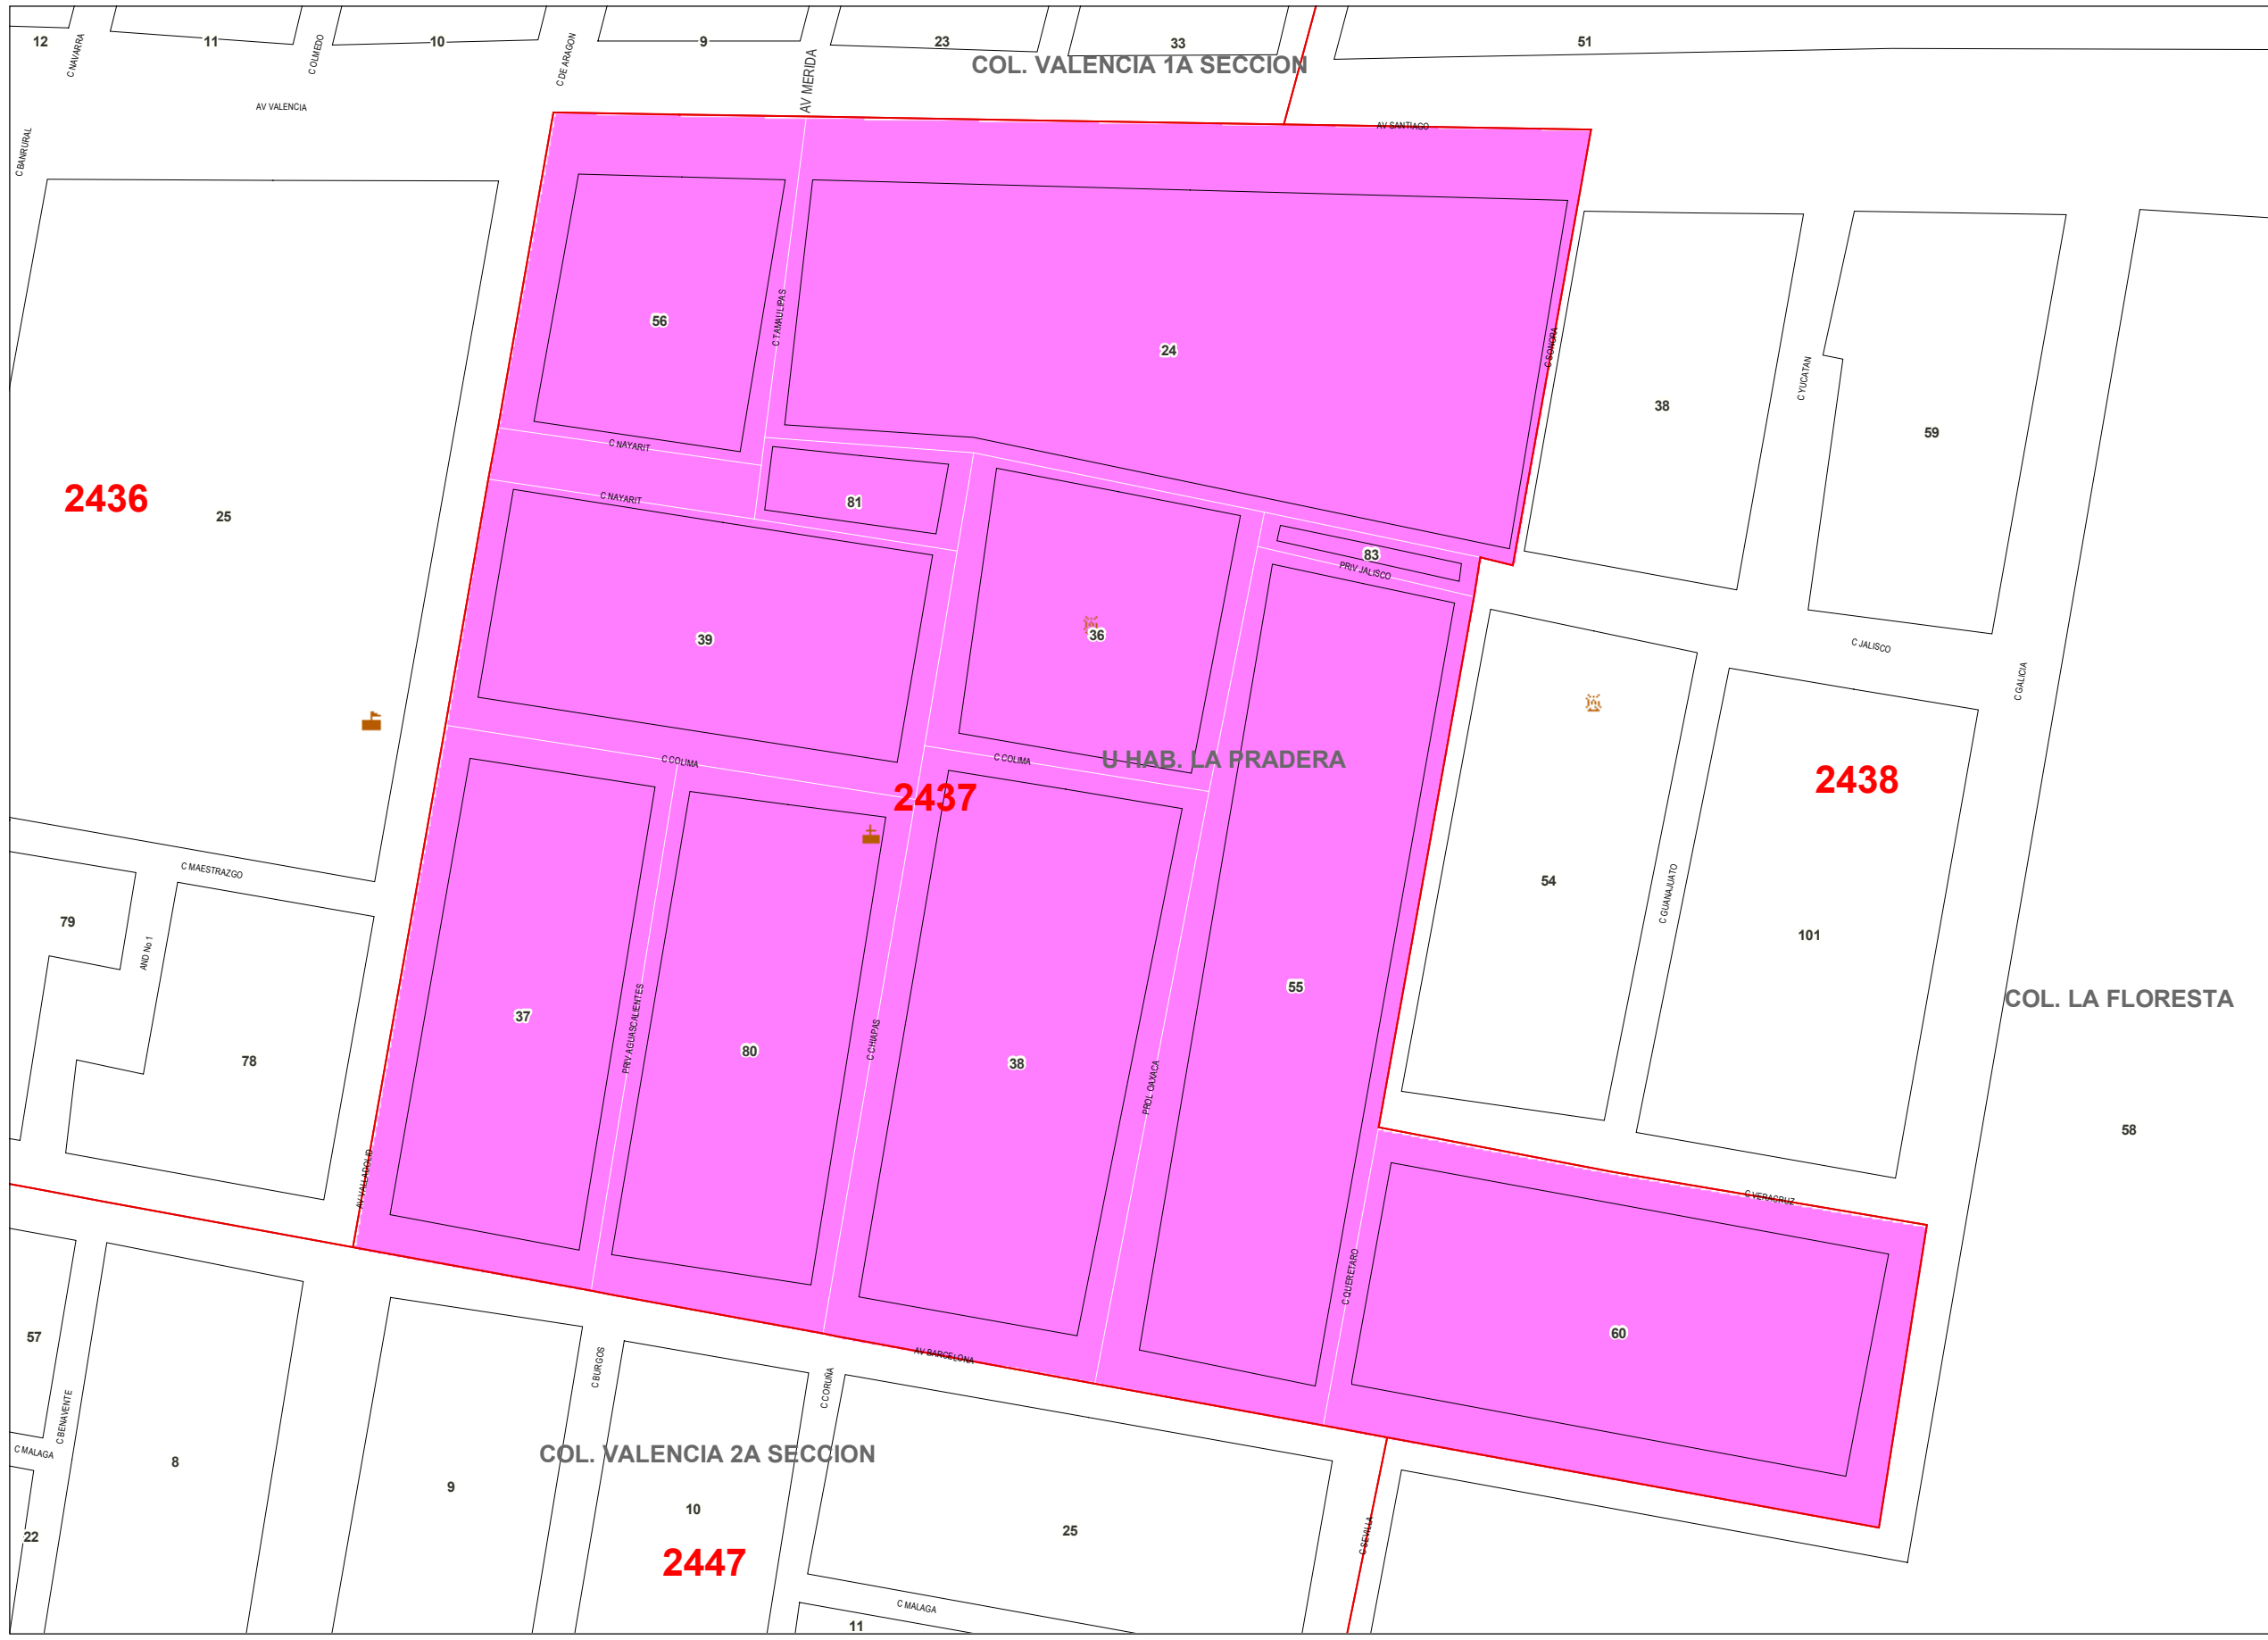 12
11
10
9
23
33
51
C NAVARRA
C OLMEDO
C DE ARAGON
AV MERIDA
COL. VALENCIA 1A SECCION
AV VALENCIA
AV SANTIAGO
C BANRURAL
56
C TAMAULIPAS
24
C SONORA
38
C YUCATAN
59
C NAYARIT
2436
25
C NAYARIT
81
83
PRIV JALISCO
39
36
C JALISCO
C GALICIA
C COLIMA
C COLIMA
U HAB. LA PRADERA
2437
2438
C MAESTRAZGO
54
C GUANAJUATO
79
101
AND No 1
55
COL. LA FLORESTA
37
PRIV AGUASCALIENTES
80
C CHIAPAS
38
PROL OAXACA
78
58
AV VALLADOLID
C VERACRUZ
C QUERETARO
57
60
AV BARCELONA
C BURGOS
C CORUÑA
C BENAVENTE
C MALAGA
COL. VALENCIA 2A SECCION
8
9
10
25
22
C SEVILLA
2447
C MALAGA
11